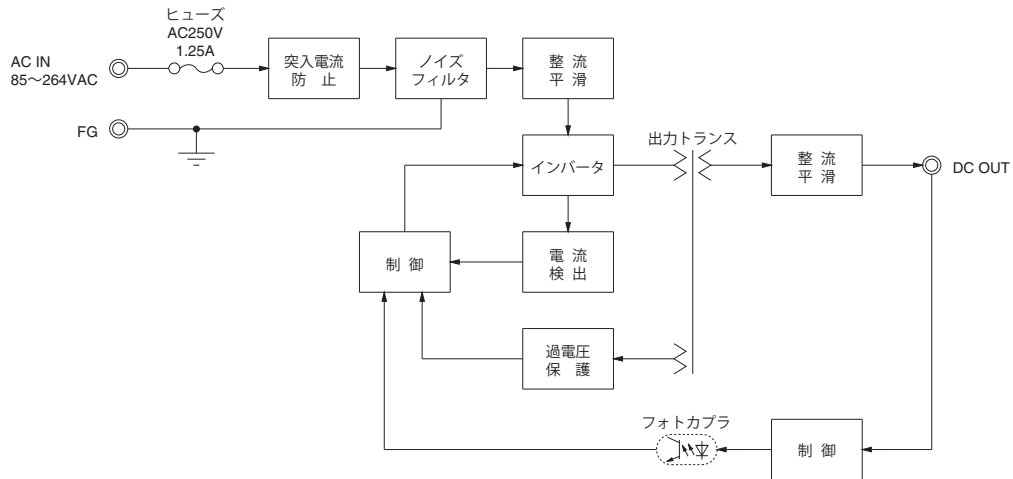 ヒューズ
AC250V
1.25A
AC IN
85～264VAC
突入電流
防 止
ノイズ
フィルタ
整 流
平 滑
FG
インバータ
出力トランス
整 流
平 滑
DC OUT
制 御
電 流
検 出
過電圧
保 護
フォトカプラ
制 御